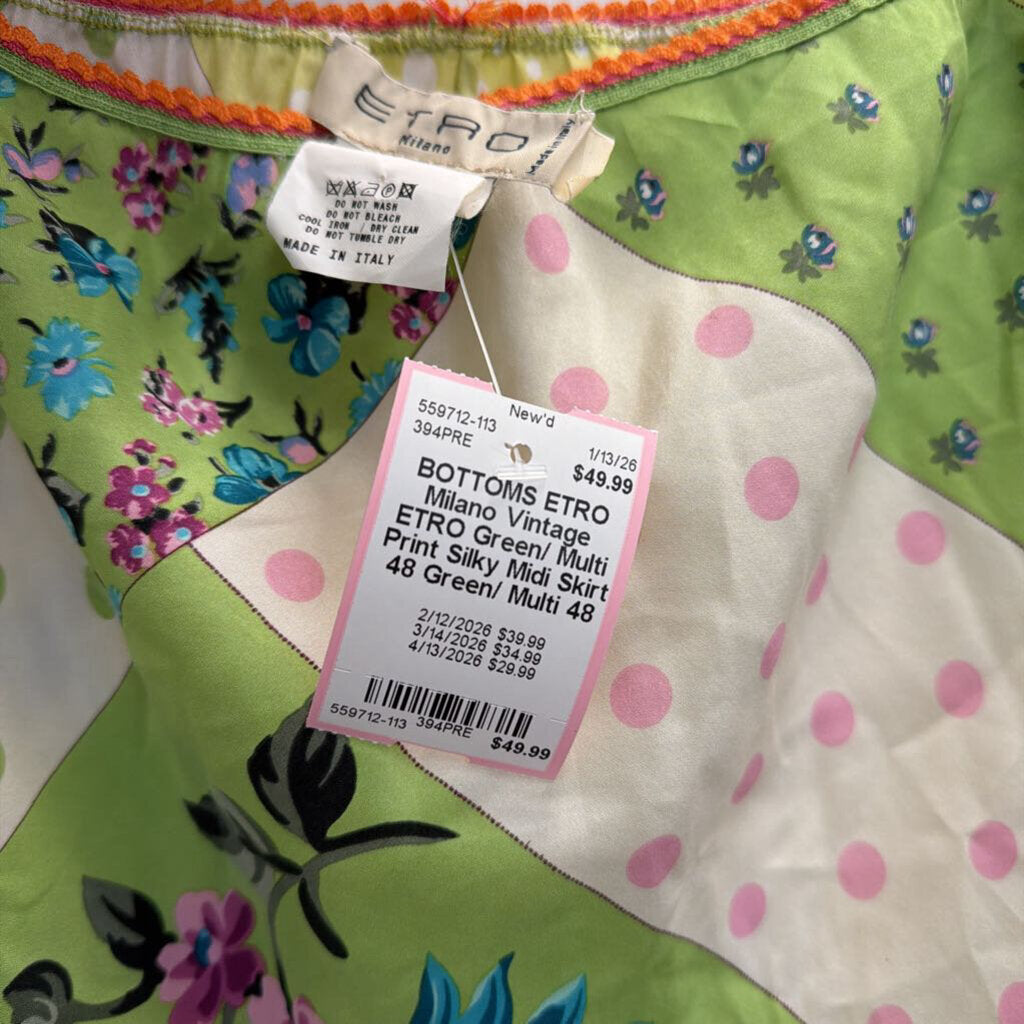 ETRO
Milano
Made in Italy
DO NOT WASH
DO NOT BLEACH
COOL IRON / DRY CLEAN
DO NOT TUMBLE DRY
MADE IN ITALY
559712-113
New'd
394PRE
1/13/26
$49.99
BOTTOMS ETRO
Milano Vintage
ETRO Green/ Multi
Print Silky Midi Skirt
48 Green/ Multi 48
2/12/2026 $39.99
3/14/2026 $34.99
4/13/2026 $29.99
559712-113 394PRE
$49.99